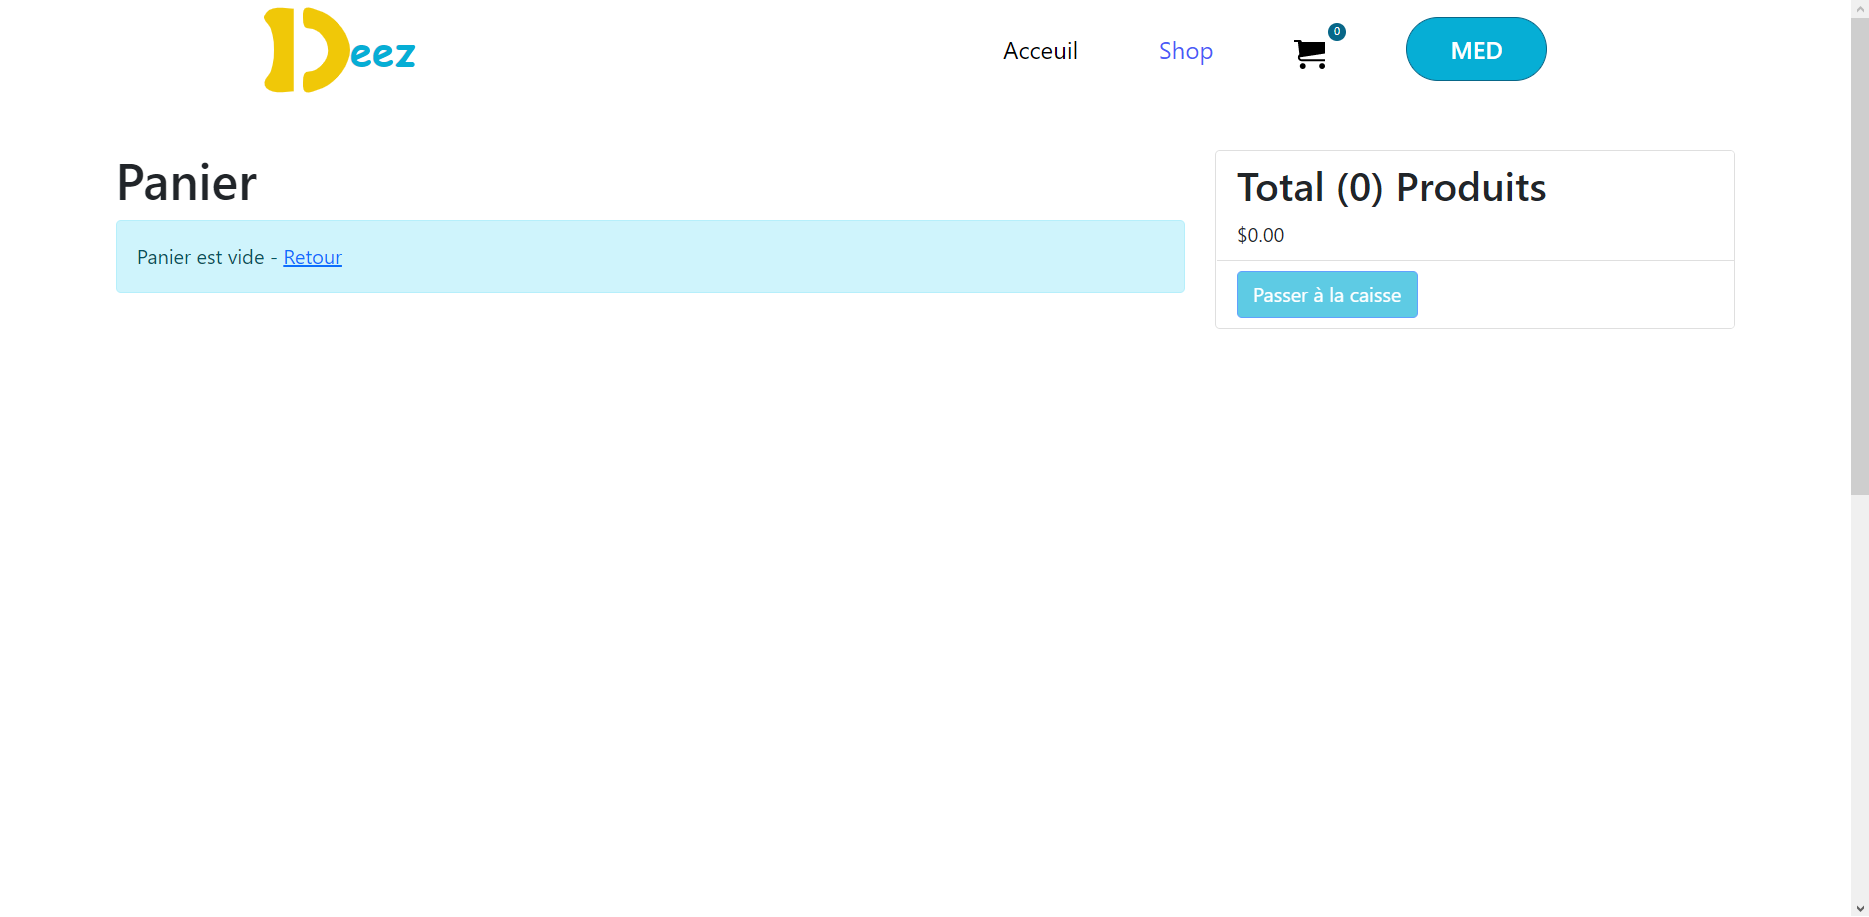 Deez
Acceuil
Shop
0
MED
Panier
Panier est vide - Retour
Total (0) Produits
$0.00
Passer à la caisse